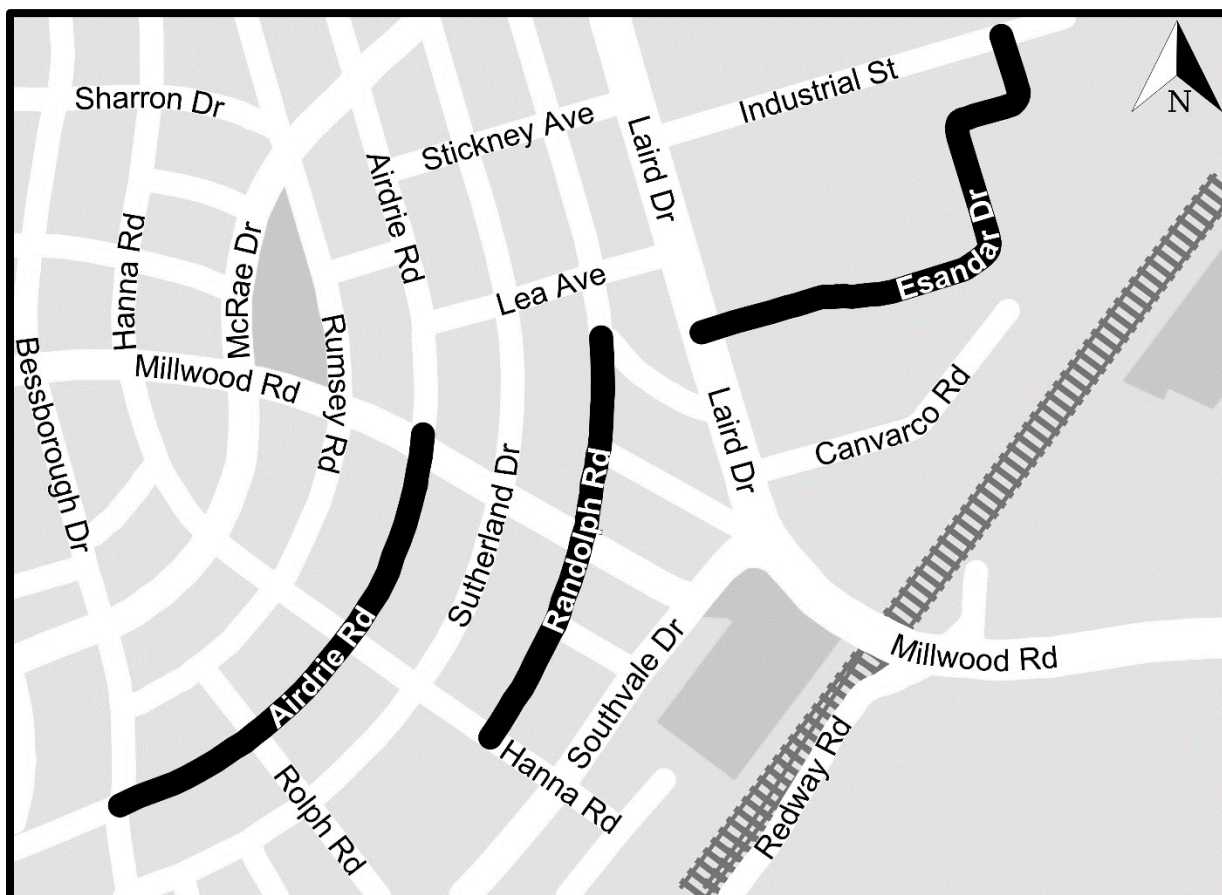 Sharron Dr
Stickney Ave
Industrial St
N
Laird Dr
Airdrie Rd
Hanna Rd
McRae Dr
Esandar Dr
Lea Ave
Rumsey Rd
Bessborough Dr
Millwood Rd
Laird Dr
Canvarco Rd
Sutherland Dr
Randolph Rd
Airdrie Rd
Southvale Dr
Millwood Rd
Hanna Rd
Redway Rd
Rolph Rd